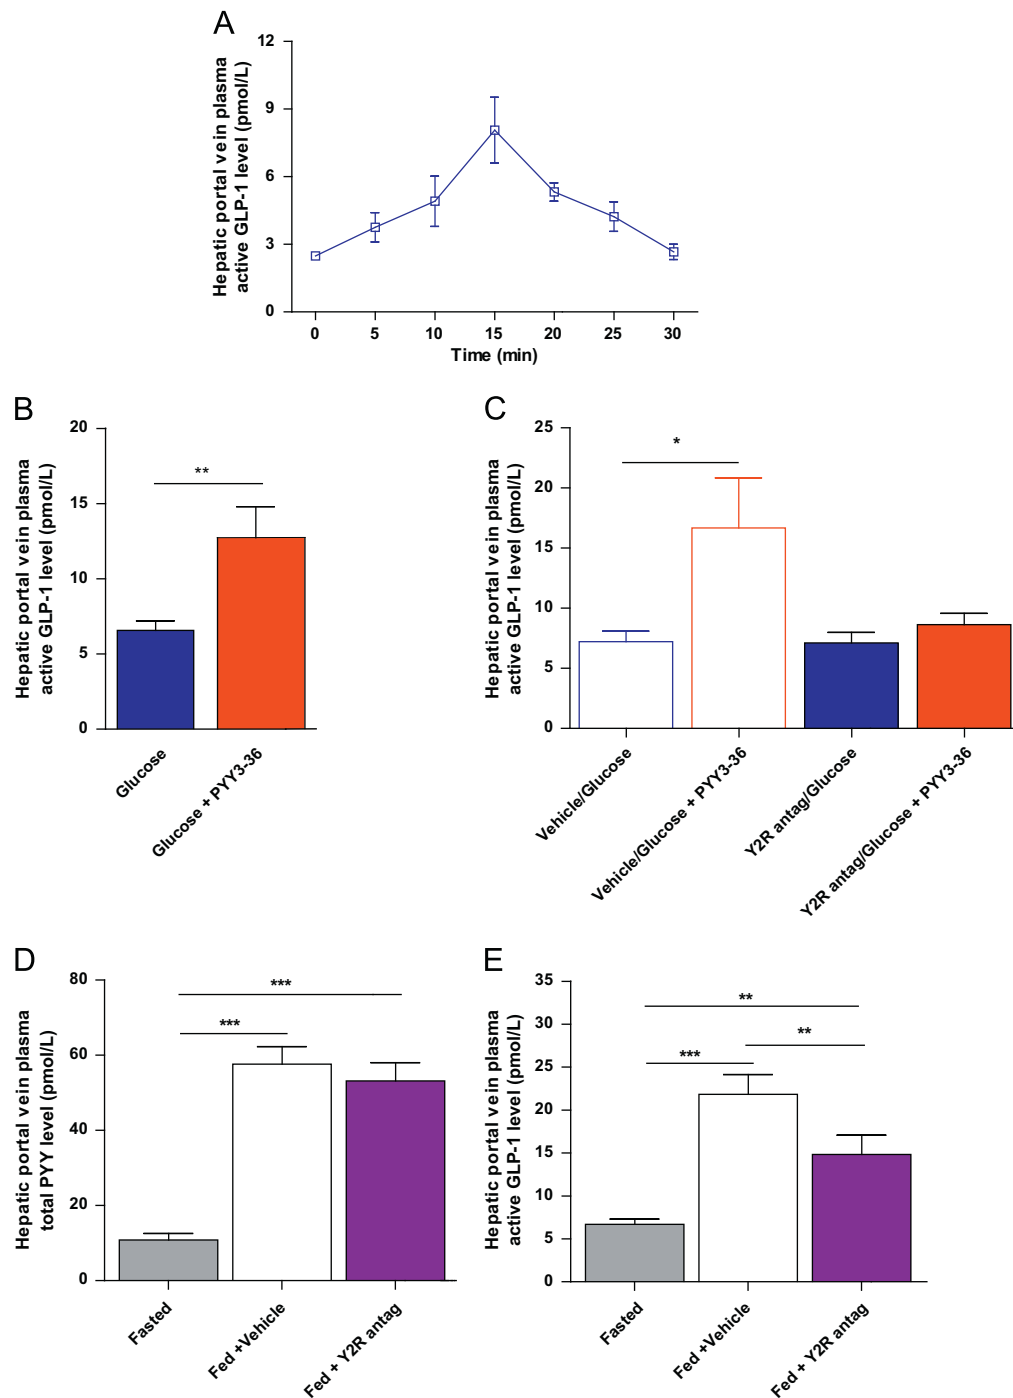 A
Hepatic portal vein plasma
active GLP-1 level (pmol/L)
12
9
6
3
0
0 5 10 15 20 25 30
Time (min)
B
Hepatic portal vein plasma
active GLP-1 level (pmol/L)
20
15
10
5
0
**
Glucose
Glucose + PYY3-36
C
Hepatic portal vein plasma
active GLP-1 level (pmol/L)
25
20
15
10
5
0
*
Vehicle/Glucose
Vehicle/Glucose + PYY3-36
Y2R antag/Glucose
Y2R antag/Glucose + PYY3-36
D
Hepatic portal vein plasma
total PYY level (pmol/L)
80
60
40
20
0
***
***
Fasted
Fed +Vehicle
Fed + Y2R antag
E
Hepatic portal vein plasma
active GLP-1 level (pmol/L)
35
30
25
20
15
10
5
0
**
**
***
Fasted
Fed +Vehicle
Fed + Y2R antag